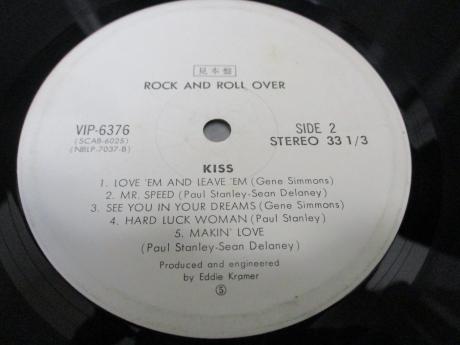 見本盤
ROCK AND ROLL OVER
VIP-6376
(SCAB-6025)
(NBLP-7037-B)
SIDE 2
STEREO 33 1/3
KISS
1. LOVE 'EM AND LEAVE 'EM (Gene Simmons)
2. MR. SPEED (Paul Stanley-Sean Delaney)
3. SEE YOU IN YOUR DREAMS (Gene Simmons)
4. HARD LUCK WOMAN (Paul Stanley)
5. MAKIN' LOVE
(Paul Stanley-Sean Delaney)
Produced and engineered
by Eddie Kramer
Ⓢ